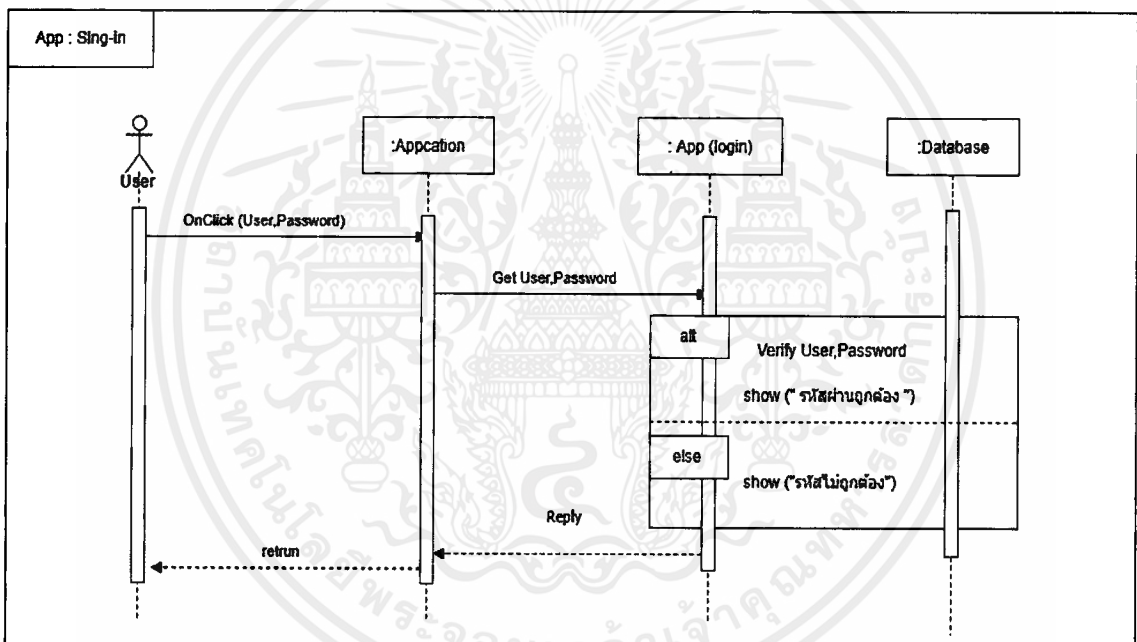 App : Sing-in
User
:Appcation
: App (login)
:Database
OnClick (User,Password)
Get User,Password
alt
Verify User,Password
show (" รหัสผ่านถูกต้อง ")
else
show ("รหัสไม่ถูกต้อง")
Reply
retrun